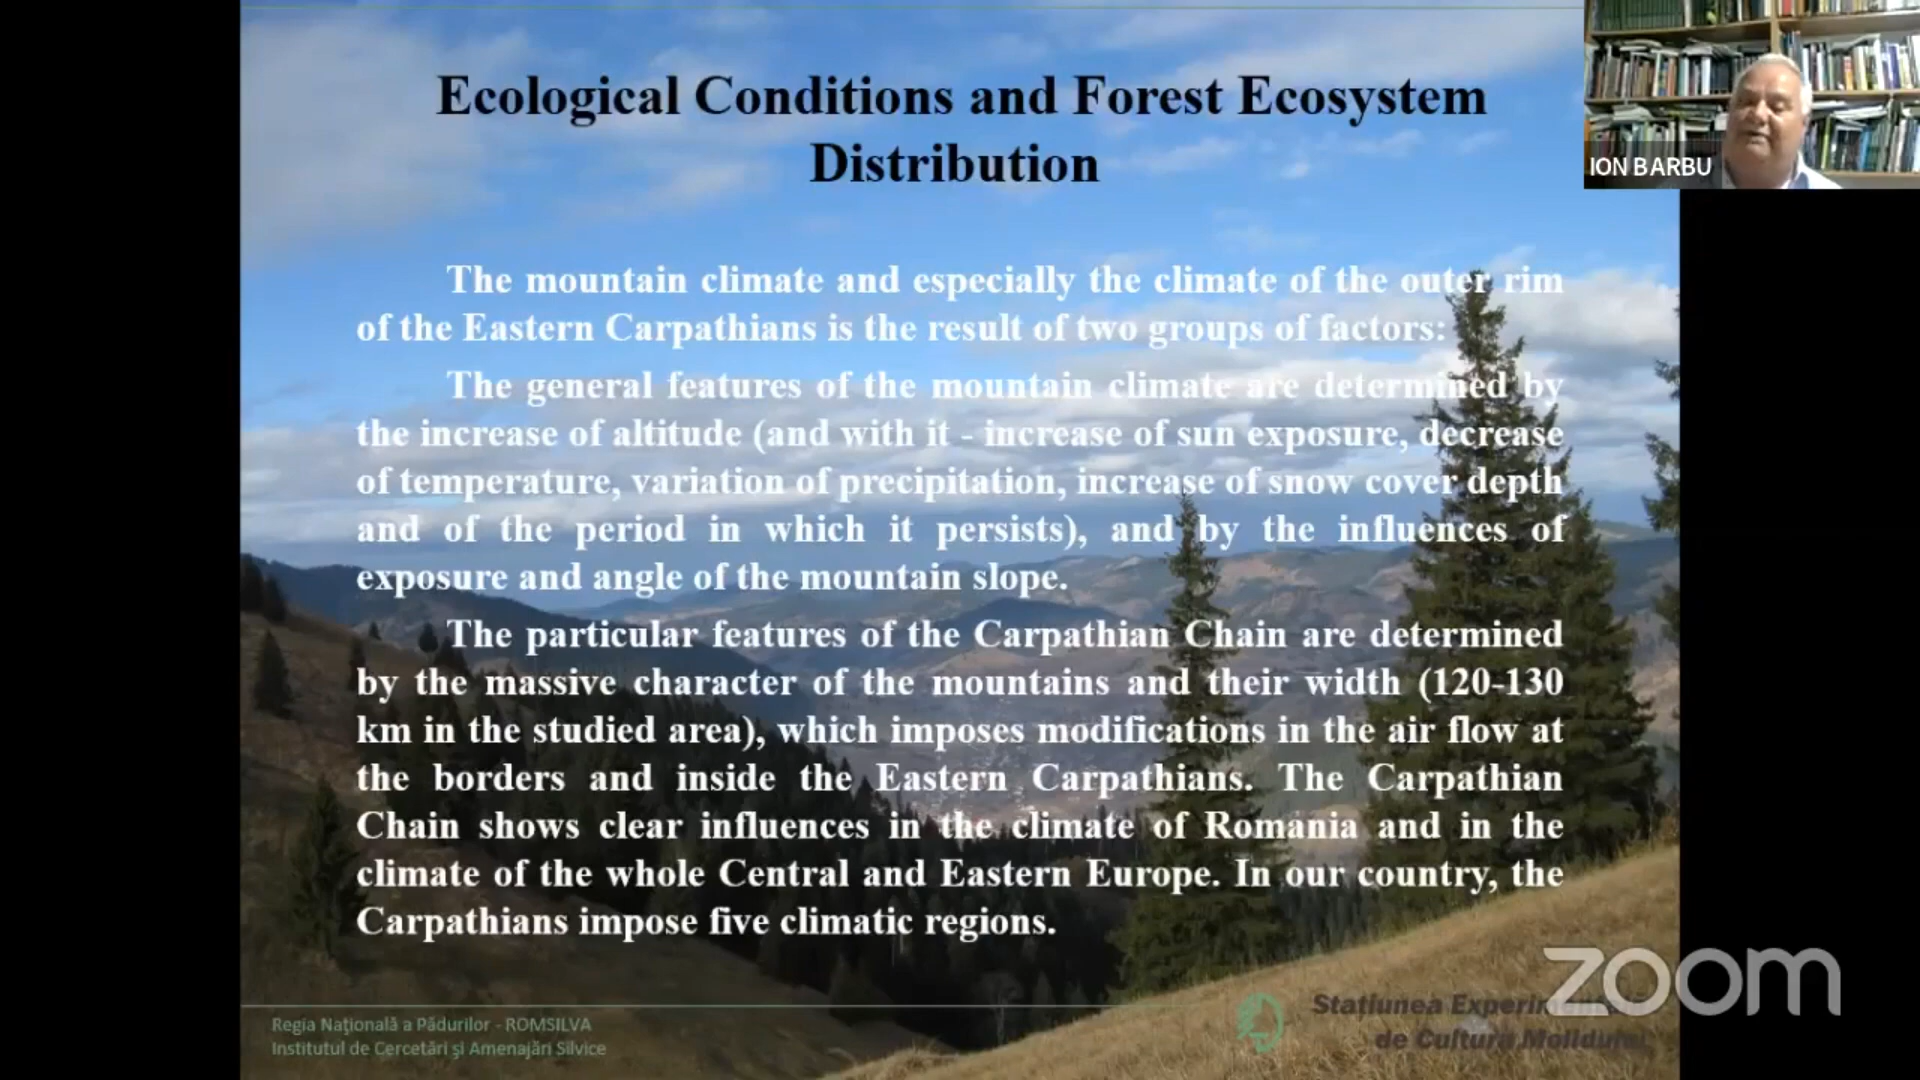 Ecological Conditions and Forest Ecosystem
Distribution
ION BARBU
The mountain climate and especially the climate of the outer rim
of the Eastern Carpathians is the result of two groups of factors:
The general features of the mountain climate are determined by
the increase of altitude (and with it - increase of sun exposure, decrease
of temperature, variation of precipitation, increase of snow cover depth
and of the period in which it persists), and by the influences of
exposure and angle of the mountain slope.
The particular features of the Carpathian Chain are determined
by the massive character of the mountains and their width (120-130
km in the studied area), which imposes modifications in the air flow at
the borders and inside the Eastern Carpathians. The Carpathian
Chain shows clear influences in the climate of Romania and in the
climate of the whole Central and Eastern Europe. In our country, the
Carpathians impose five climatic regions.
zoom
Regia Naţională a Pădurilor - ROMSILVA
Institutul de Cercetări şi Amenajări Silvice
Statiunea
de Cultura Molidului